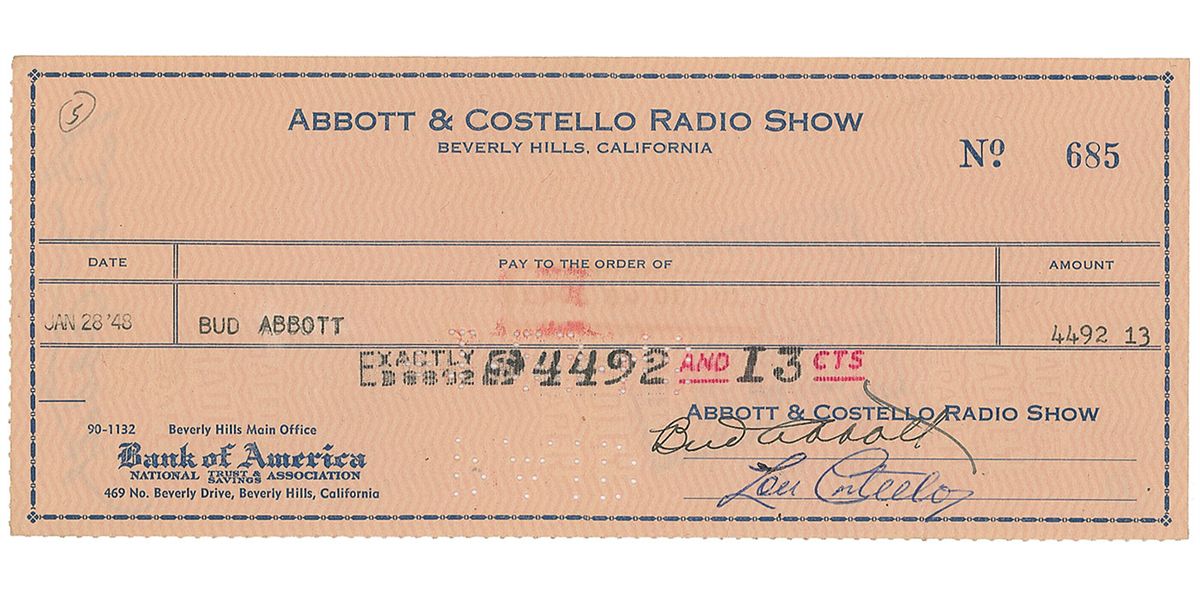 5
ABBOTT & COSTELLO RADIO SHOW
BEVERLY HILLS, CALIFORNIA
Nº 685
DATE PAY TO THE ORDER OF AMOUNT
JAN 28 '48 BUD ABBOTT 4492 13
EXACTLY $4492 AND 13 CTS
ABBOTT & COSTELLO RADIO SHOW
Bud Abbott
Lou Costello
90-1132 Beverly Hills Main Office
Bank of America
NATIONAL TRUST & SAVINGS ASSOCIATION
469 No. Beverly Drive, Beverly Hills, California